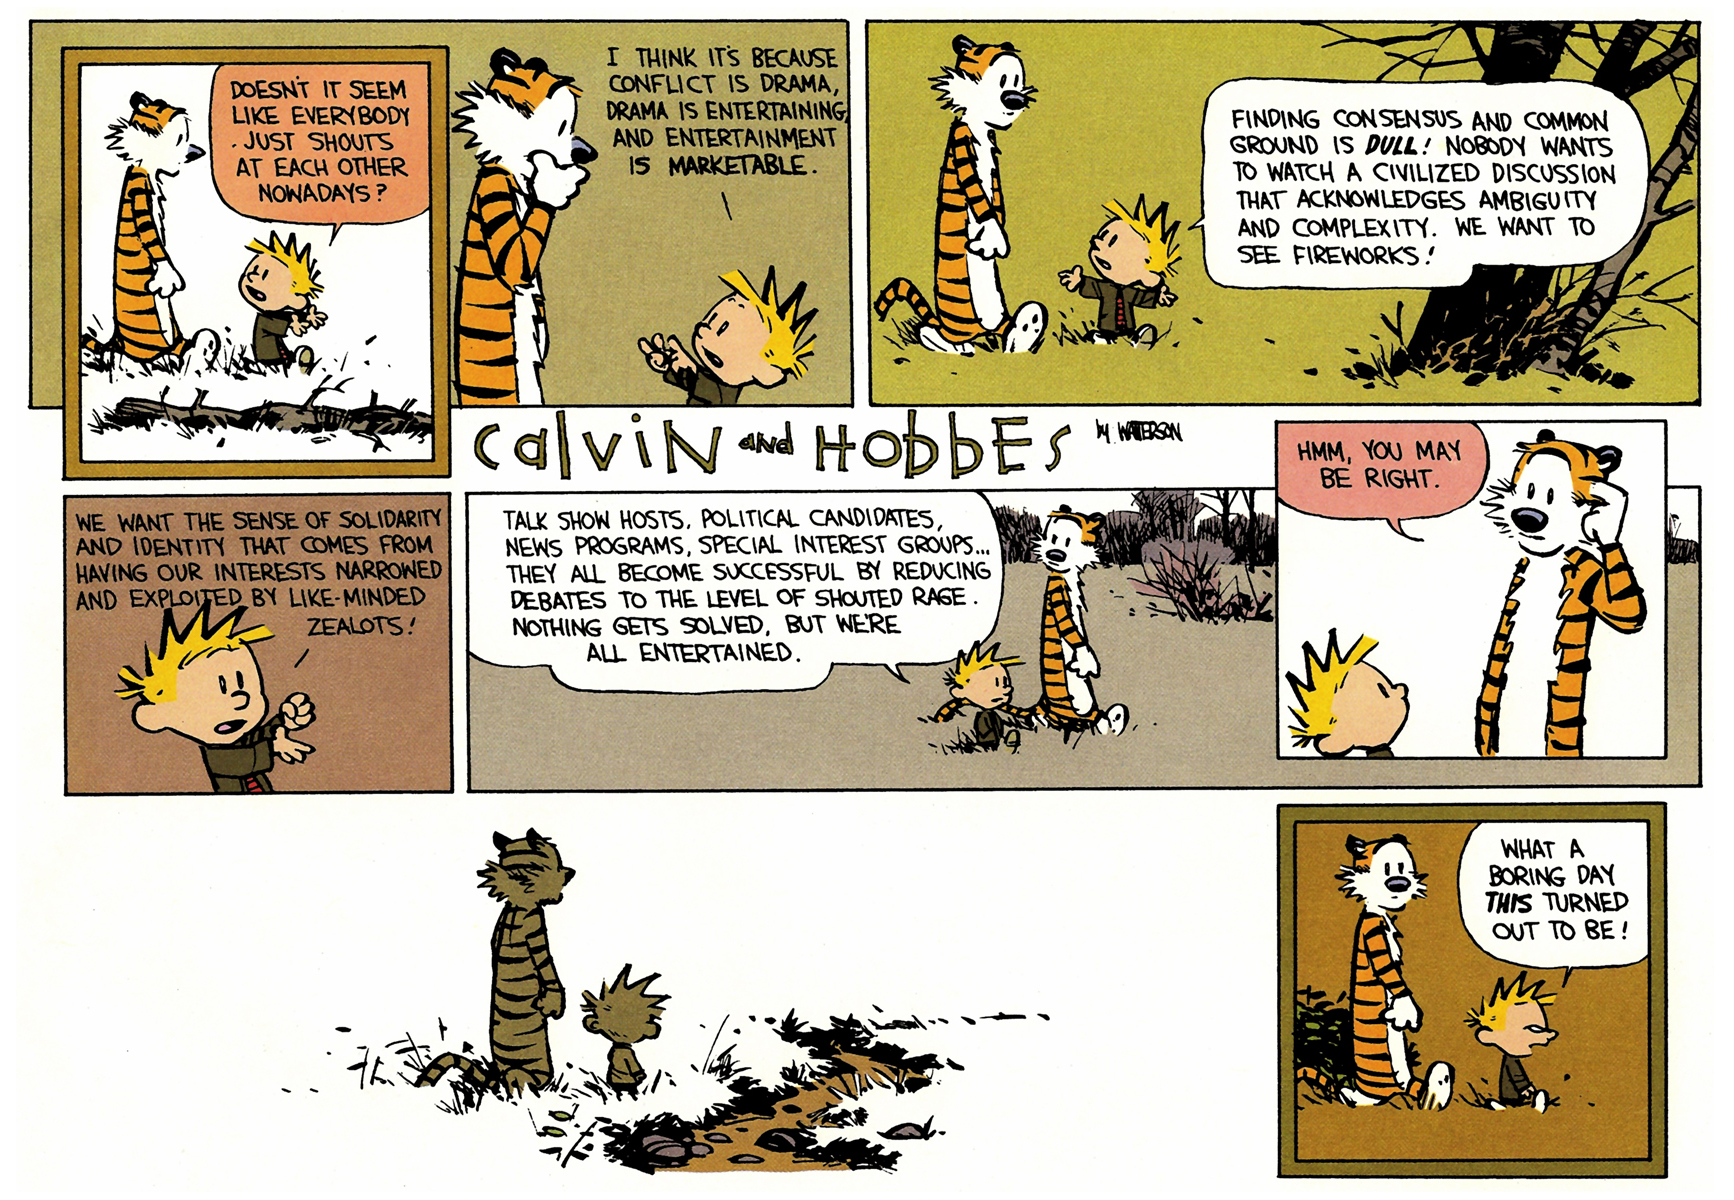 DOESN'T IT SEEM
LIKE EVERYBODY
JUST SHOUTS
AT EACH OTHER
NOWADAYS?
I THINK IT'S BECAUSE
CONFLICT IS DRAMA,
DRAMA IS ENTERTAINING,
AND ENTERTAINMENT
IS MARKETABLE.
FINDING CONSENSUS AND COMMON
GROUND IS DULL! NOBODY WANTS
TO WATCH A CIVILIZED DISCUSSION
THAT ACKNOWLEDGES AMBIGUITY
AND COMPLEXITY. WE WANT TO
SEE FIREWORKS!
CalviN and HobbEs by WATTERSON
WE WANT THE SENSE OF SOLIDARITY
AND IDENTITY THAT COMES FROM
HAVING OUR INTERESTS NARROWED
AND EXPLOITED BY LIKE-MINDED
ZEALOTS!
TALK SHOW HOSTS, POLITICAL CANDIDATES,
NEWS PROGRAMS, SPECIAL INTEREST GROUPS...
THEY ALL BECOME SUCCESSFUL BY REDUCING
DEBATES TO THE LEVEL OF SHOUTED RAGE.
NOTHING GETS SOLVED, BUT WE'RE
ALL ENTERTAINED.
HMM, YOU MAY
BE RIGHT.
WHAT A
BORING DAY
THIS TURNED
OUT TO BE!